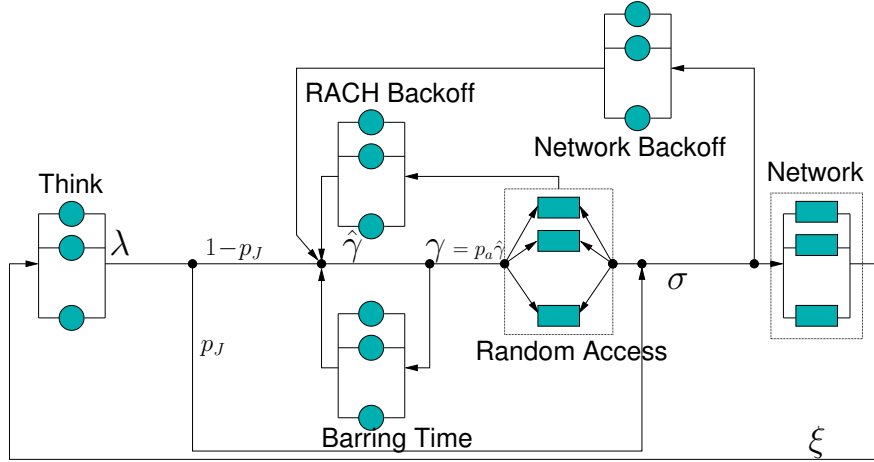 RACH Backoff
Network Backoff
Think
Network
λ
1−p_J
γ̂
γ = p_a γ̂
σ
p_J
Random Access
Barring Time
ξ